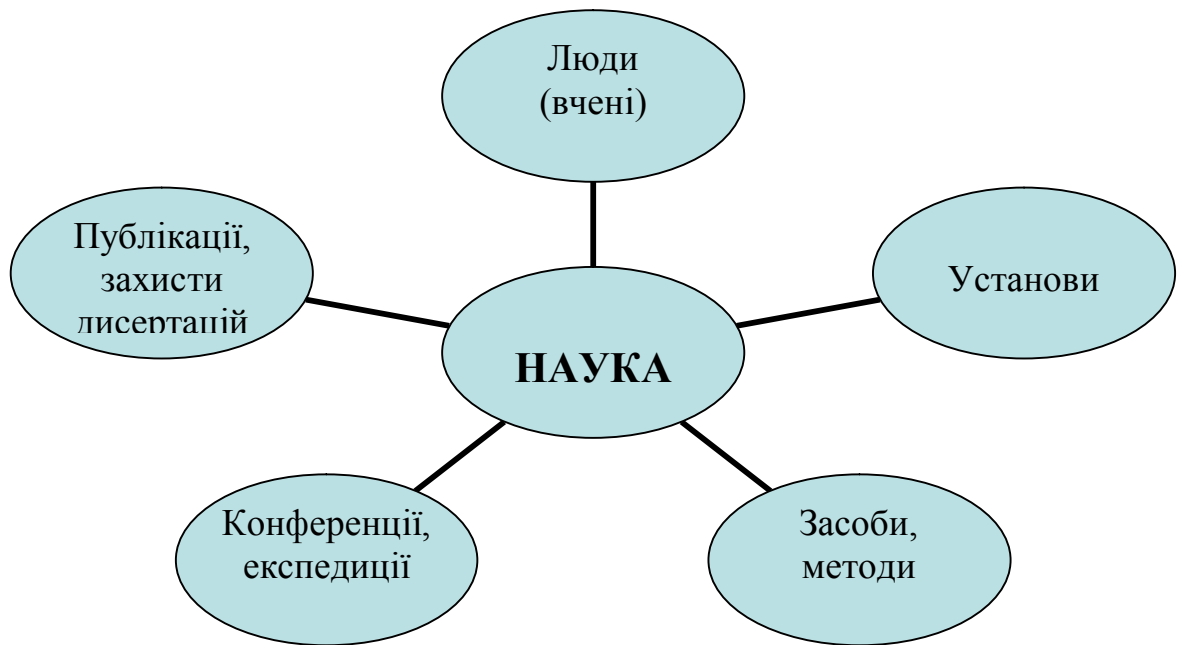 Люди
(вчені)
Публікації,
захисти
дисертацій
Установи
НАУКА
Конференції,
експедиції
Засоби,
методи